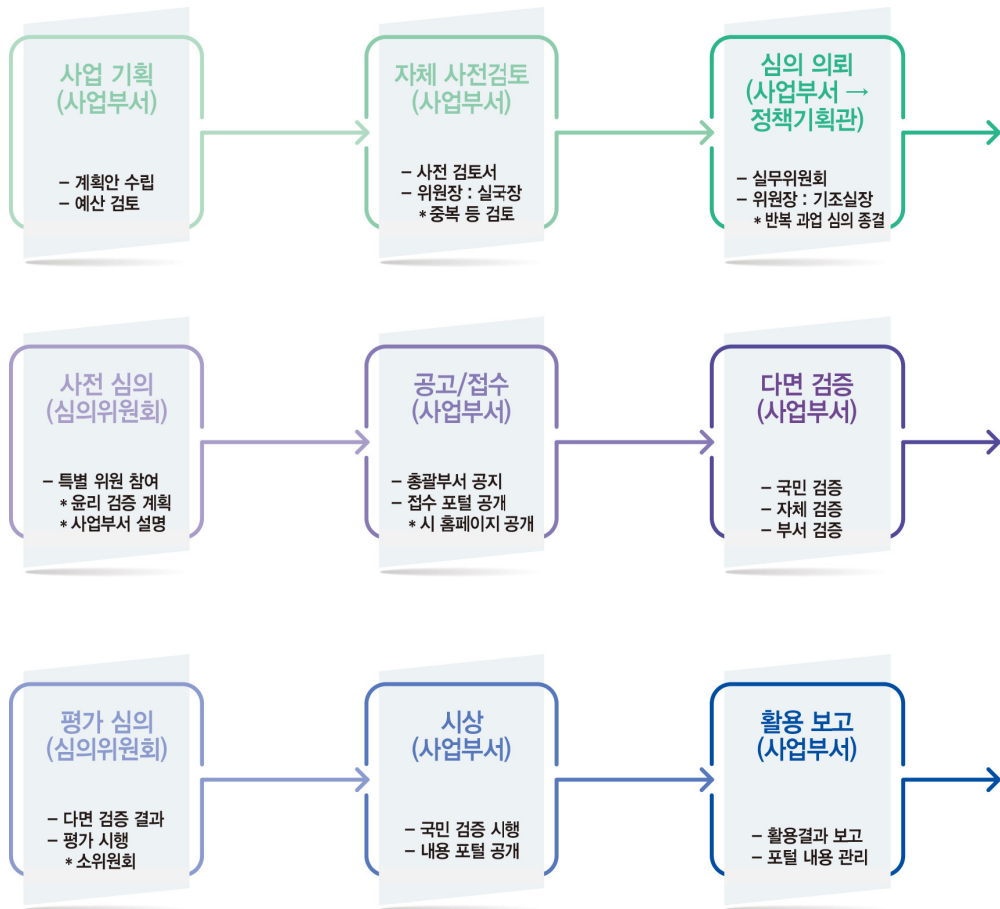 사업 기획
(사업부서)
– 계획안 수립
– 예산 검토
자체 사전검토
(사업부서)
– 사전 검토서
– 위원장 : 실국장
* 중복 등 검토
심의 의뢰
(사업부서 →
정책기획관)
– 실무위원회
– 위원장 : 기조실장
* 반복 과업 심의 종결
사전 심의
(심의위원회)
– 특별 위원 참여
* 윤리 검증 계획
* 사업부서 설명
공고/접수
(사업부서)
– 총괄부서 공지
– 접수 포털 공개
* 시 홈페이지 공개
다면 검증
(사업부서)
– 국민 검증
– 자체 검증
– 부서 검증
평가 심의
(심의위원회)
– 다면 검증 결과
– 평가 시행
* 소위원회
시상
(사업부서)
– 국민 검증 시행
– 내용 포털 공개
활용 보고
(사업부서)
– 활용결과 보고
– 포털 내용 관리